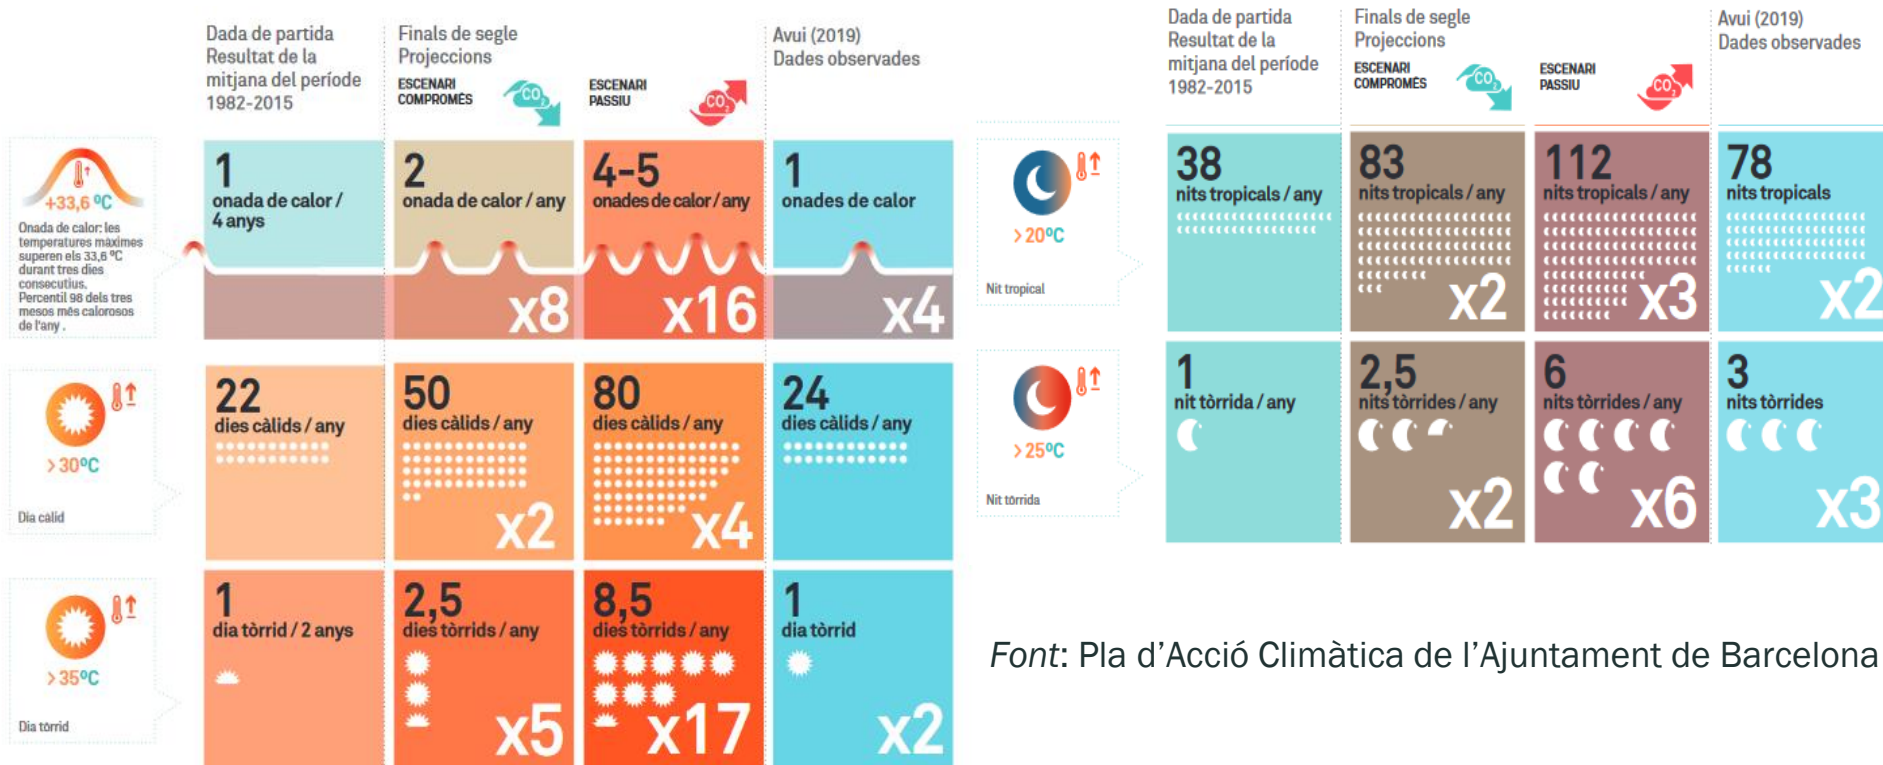 Dada de partida
Resultat de la
mitjana del període
1982-2015
Finals de segle
Projeccions
ESCENARI
COMPROMÉS
CO2
ESCENARI
PASSIU
CO2
Avui (2019)
Dades observades
+33,6 ºC
Onada de calor: les
temperatures màximes
superen els 33,6 ºC
durant tres dies
consecutius.
Percentil 98 dels tres
mesos més calorosos
de l'any .
1
onada de calor /
4 anys
2
onada de calor / any
x8
4-5
onades de calor / any
x16
1
onades de calor
x4
>30ºC
Dia càlid
22
dies càlids / any
50
dies càlids / any
x2
80
dies càlids / any
x4
24
dies càlids / any
>35ºC
Dia tòrrid
1
dia tòrrid / 2 anys
2,5
dies tòrrids / any
x5
8,5
dies tòrrids / any
x17
1
dia tòrrid
x2
Dada de partida
Resultat de la
mitjana del període
1982-2015
Finals de segle
Projeccions
ESCENARI
COMPROMÉS
CO2
ESCENARI
PASSIU
CO2
Avui (2019)
Dades observades
>20ºC
Nit tropical
38
nits tropicals / any
83
nits tropicals / any
x2
112
nits tropicals / any
x3
78
nits tropicals
x2
>25ºC
Nit tòrrida
1
nit tòrrida / any
2,5
nits tòrrides / any
x2
6
nits tòrrides / any
x6
3
nits tòrrides
x3
Font: Pla d'Acció Climàtica de l'Ajuntament de Barcelona